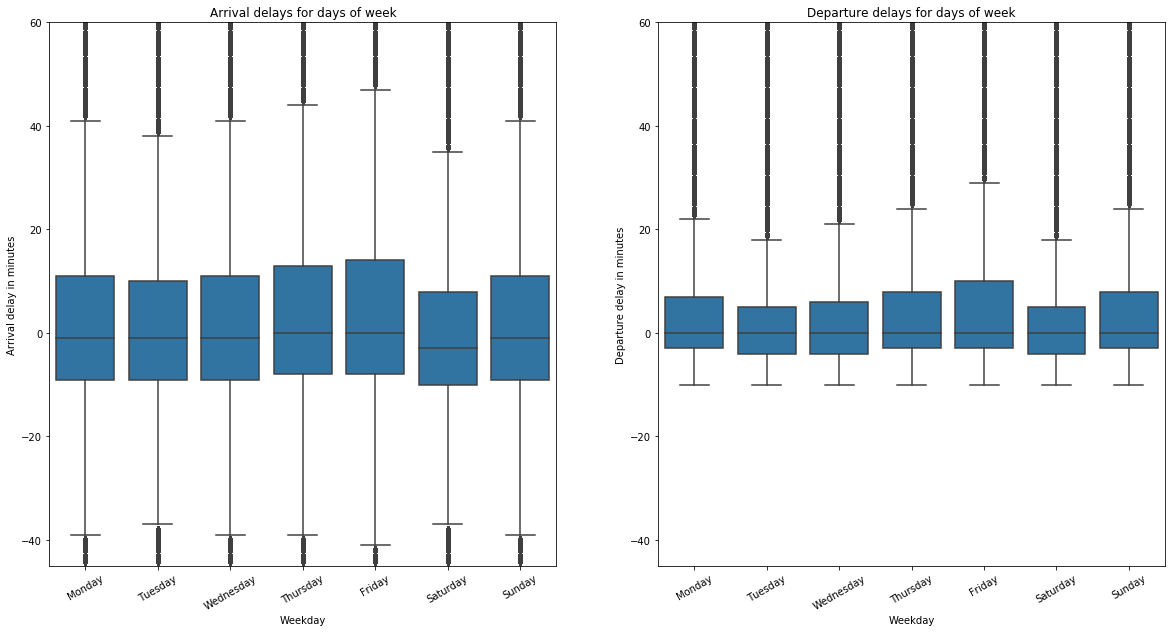 Arrival delays for days of week
Arrival delay in minutes
60
40
20
0
−20
−40
Monday
Tuesday
Wednesday
Thursday
Friday
Saturday
Sunday
Weekday
Departure delays for days of week
Departure delay in minutes
60
40
20
0
−20
−40
Monday
Tuesday
Wednesday
Thursday
Friday
Saturday
Sunday
Weekday